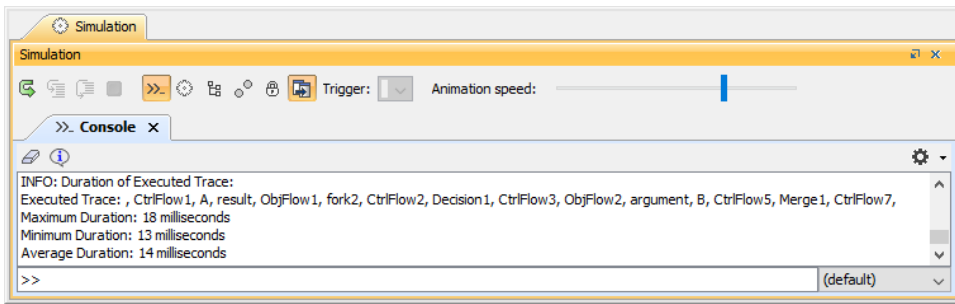 Simulation
Simulation
Trigger: Animation speed:
Console
INFO: Duration of Executed Trace:
Executed Trace: , CtrlFlow1, A, result, ObjFlow1, fork2, CtrlFlow2, Decision1, CtrlFlow3, ObjFlow2, argument, B, CtrlFlow5, Merge1, CtrlFlow7,
Maximum Duration: 18 milliseconds
Minimum Duration: 13 milliseconds
Average Duration: 14 milliseconds
>> (default)